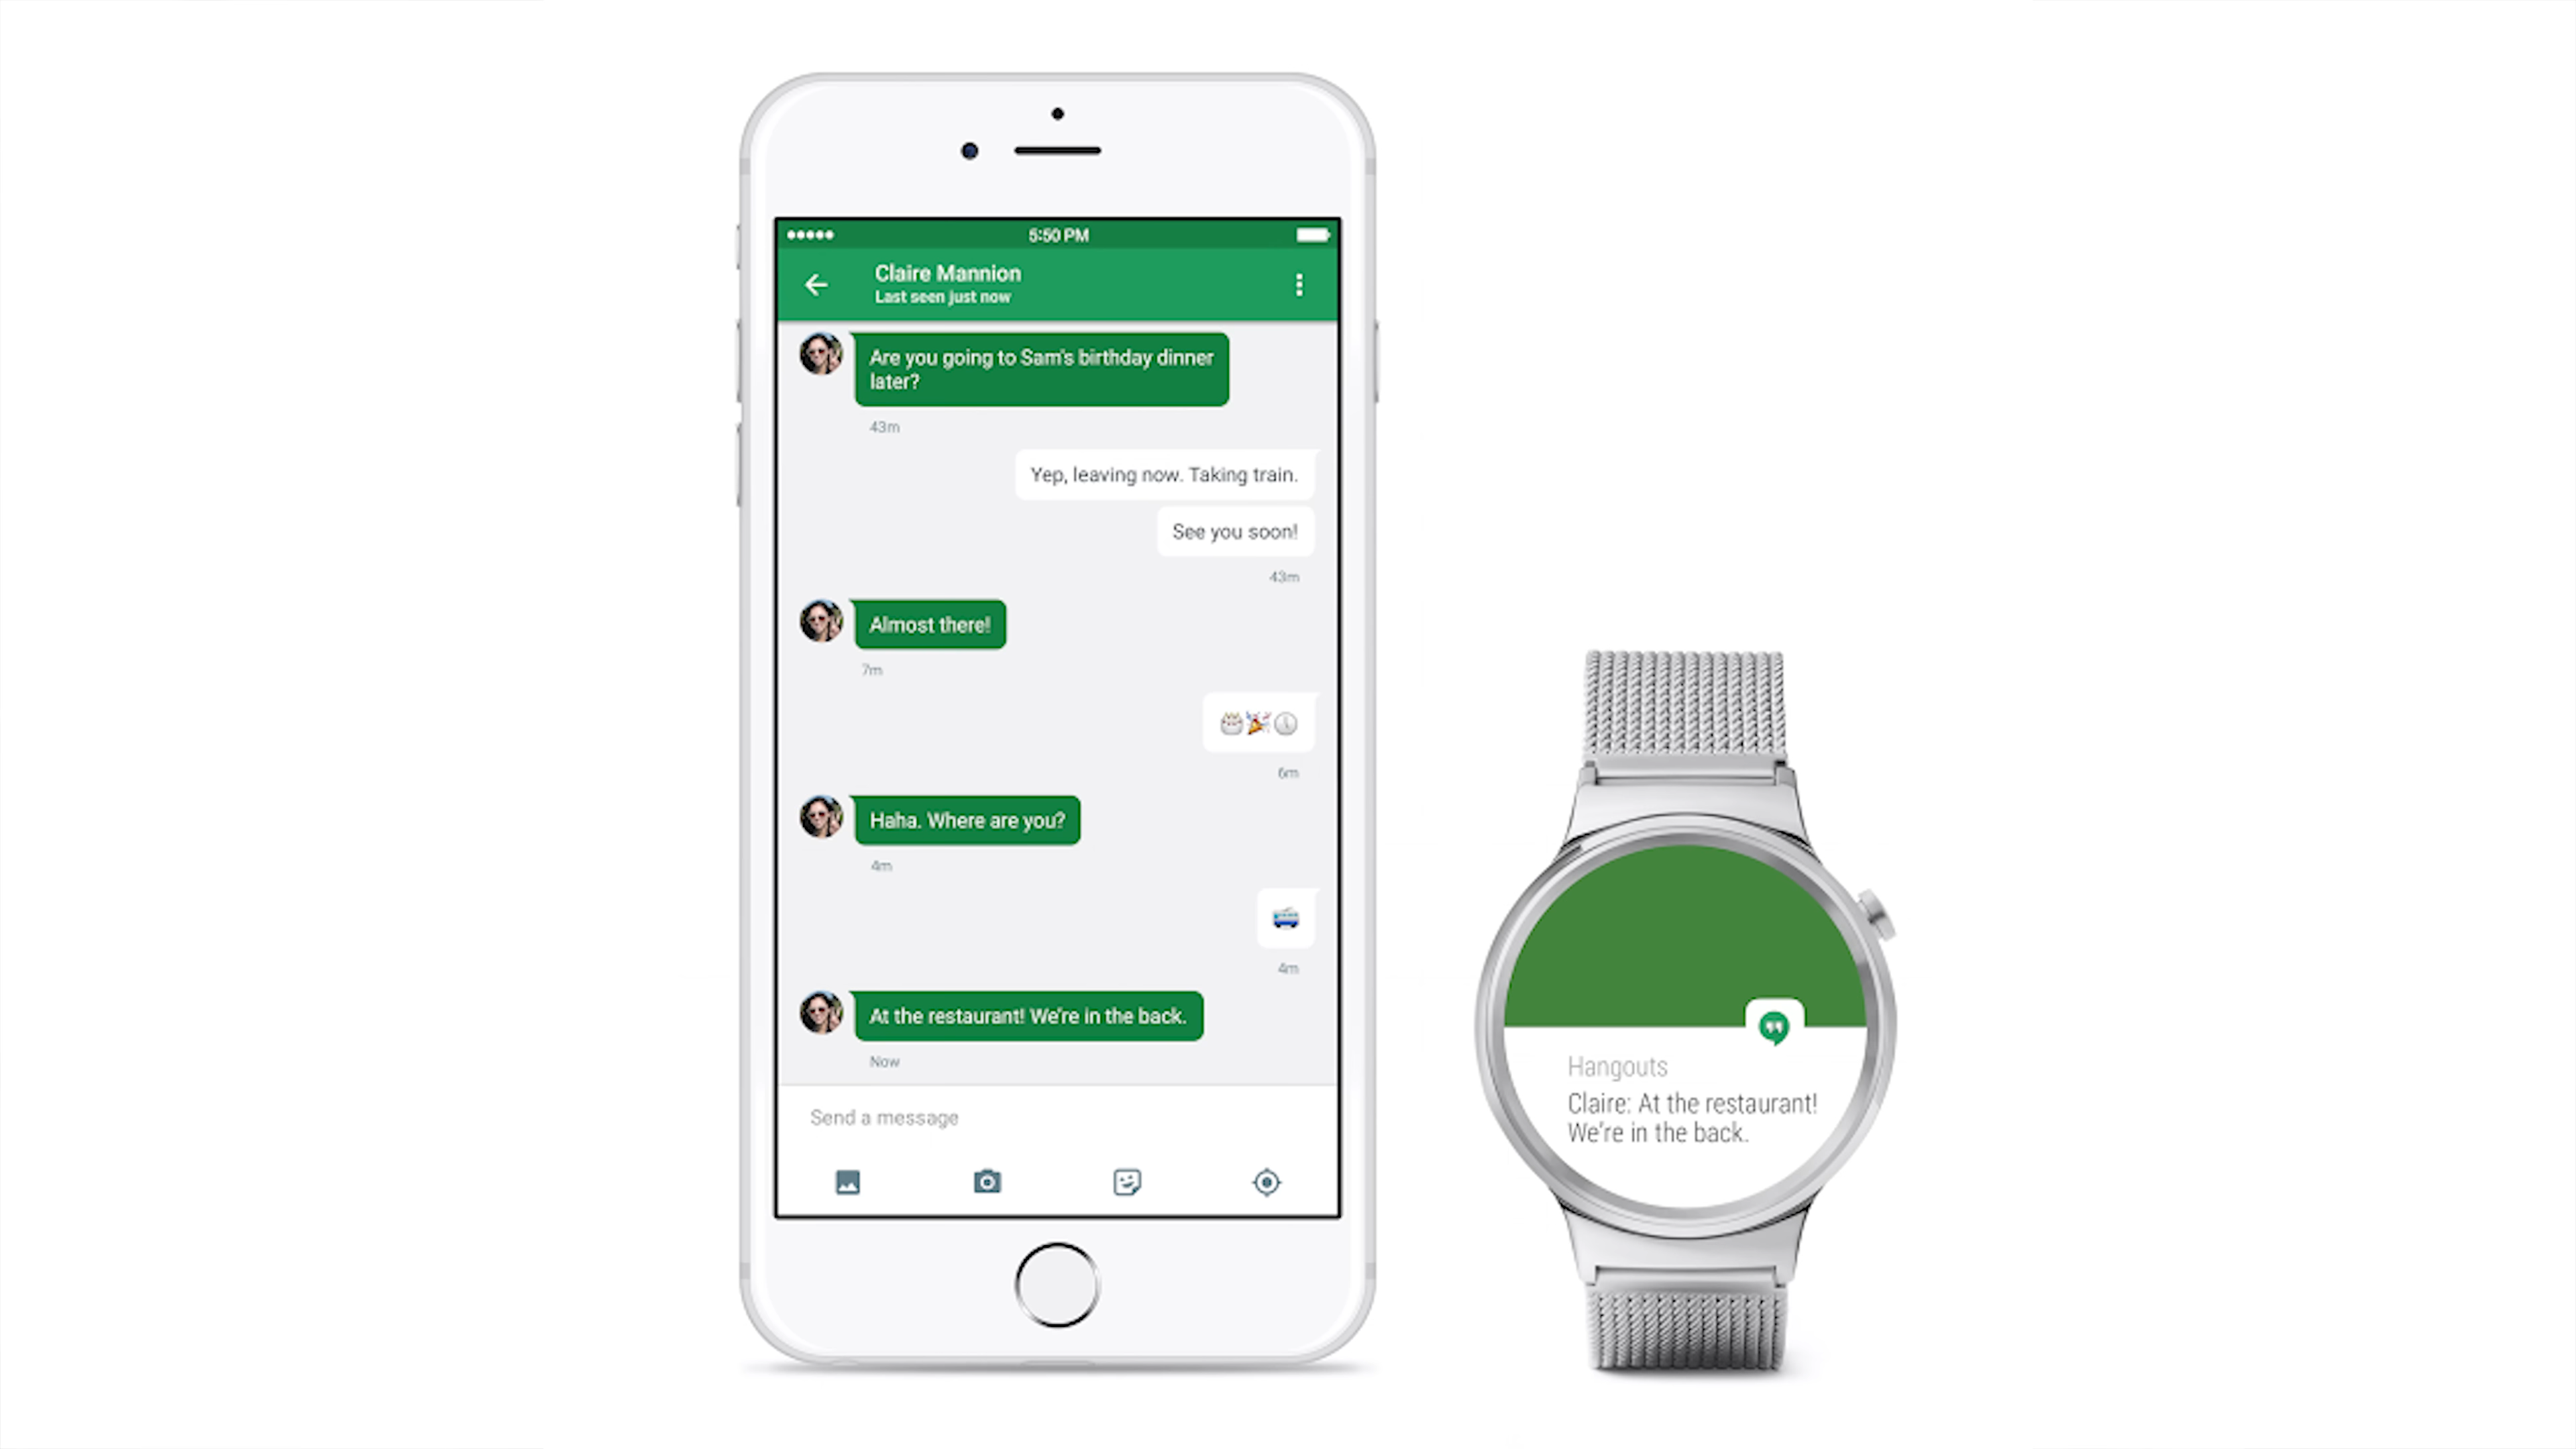 5:50 PM
Claire Mannion
Last seen just now
Are you going to Sam's birthday dinner
later?
43m
Yep, leaving now. Taking train.
See you soon!
43m
Almost there!
7m
6m
Haha. Where are you?
4m
4m
At the restaurant! We're in the back.
Now
Send a message
Hangouts
Claire: At the restaurant!
We're in the back.